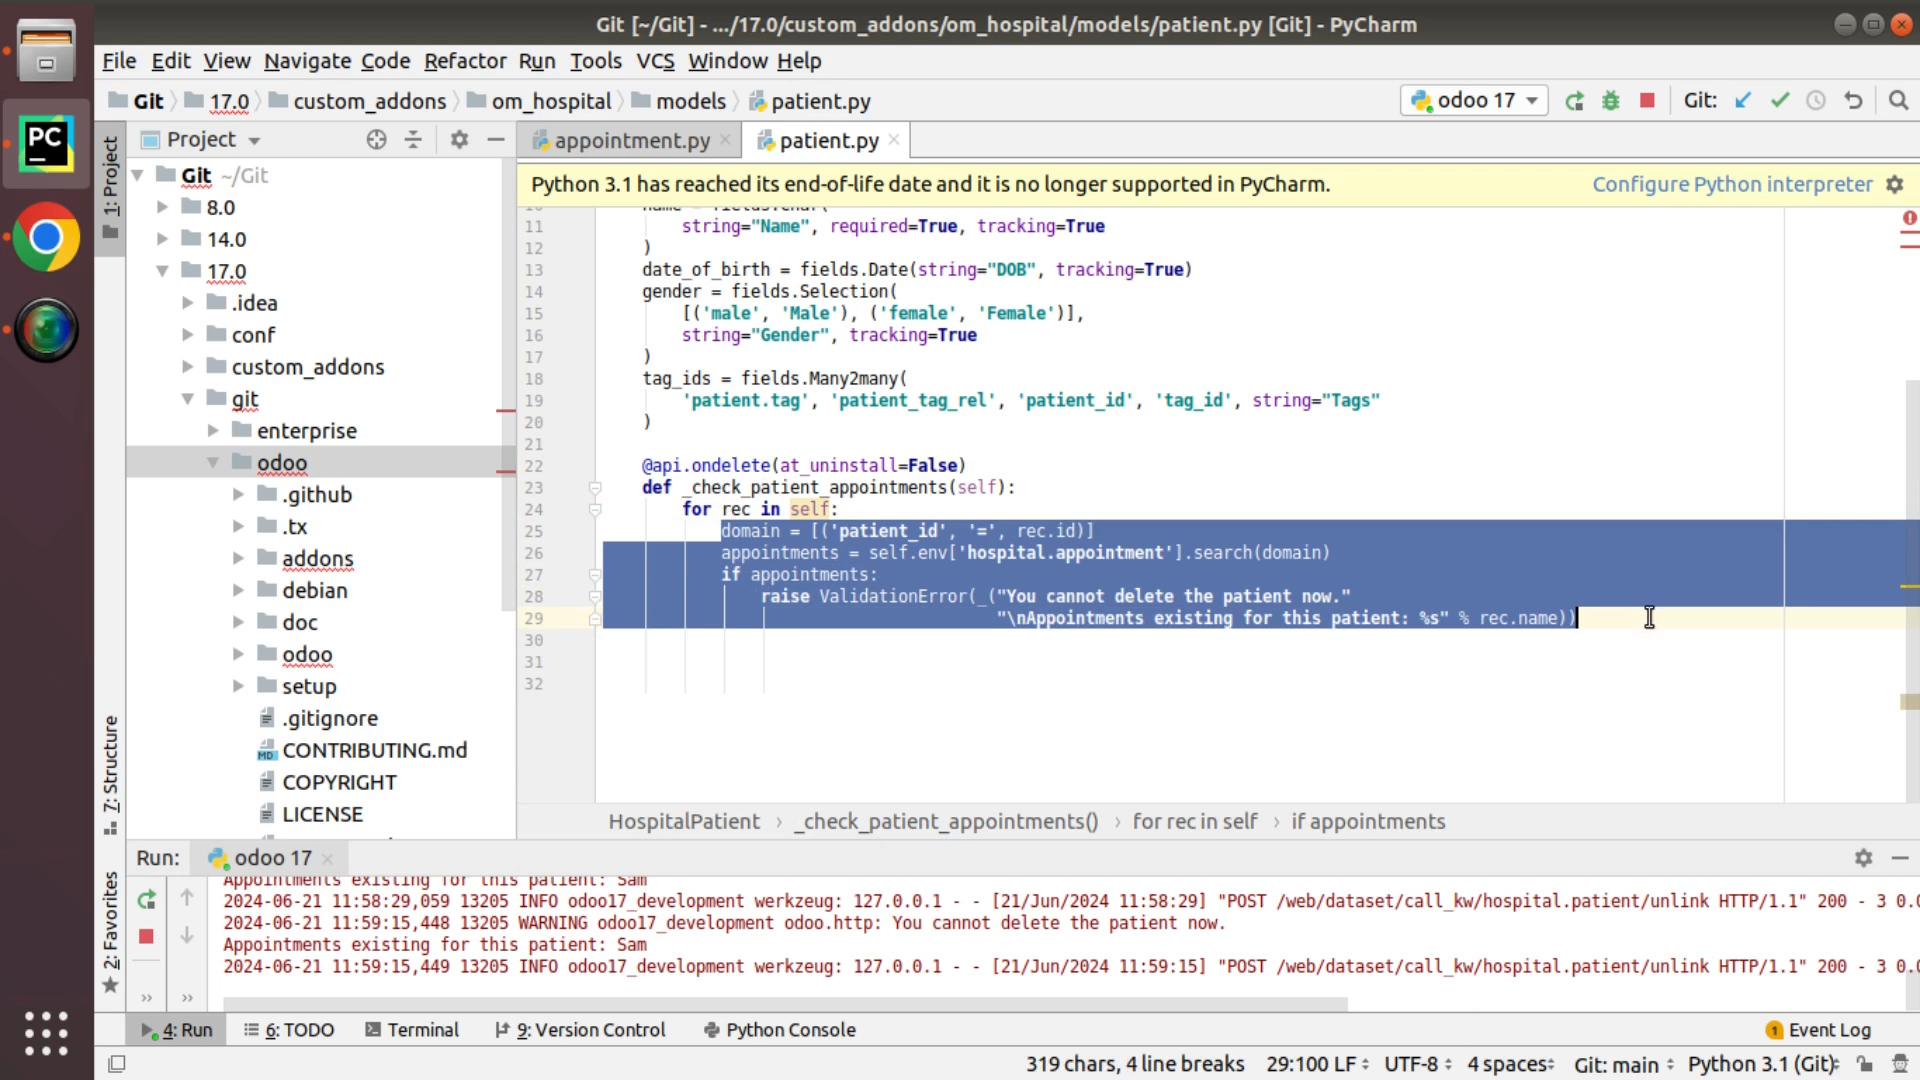 Git [~/Git] - .../17.0/custom_addons/om_hospital/models/patient.py [Git] - PyCharm
File Edit View Navigate Code Refactor Run Tools VCS Window Help
Git 17.0 custom_addons om_hospital models patient.py odoo 17 Git:
1: Project
Project
appointment.py patient.py
Python 3.1 has reached its end-of-life date and it is no longer supported in PyCharm. Configure Python interpreter
Git ~/Git
8.0
14.0
17.0
.idea
conf
custom_addons
git
enterprise
odoo
.github
.tx
addons
debian
doc
odoo
setup
.gitignore
CONTRIBUTING.md
COPYRIGHT
LICENSE
10 name = fields.Char(
11 string="Name", required=True, tracking=True
12 )
13 date_of_birth = fields.Date(string="DOB", tracking=True)
14 gender = fields.Selection(
15 [('male', 'Male'), ('female', 'Female')],
16 string="Gender", tracking=True
17 )
18 tag_ids = fields.Many2many(
19 'patient.tag', 'patient_tag_rel', 'patient_id', 'tag_id', string="Tags"
20 )
21
22 @api.ondelete(at_uninstall=False)
23 def _check_patient_appointments(self):
24 for rec in self:
25 domain = [('patient_id', '=', rec.id)]
26 appointments = self.env['hospital.appointment'].search(domain)
27 if appointments:
28 raise ValidationError(_("You cannot delete the patient now."
29 "\nAppointments existing for this patient: %s" % rec.name))
30
31
32
HospitalPatient › _check_patient_appointments() › for rec in self › if appointments
7: Structure
2: Favorites
Run: odoo 17
Appointments existing for this patient: Sam
2024-06-21 11:58:29,059 13205 INFO odoo17_development werkzeug: 127.0.0.1 - - [21/Jun/2024 11:58:29] "POST /web/dataset/call_kw/hospital.patient/unlink HTTP/1.1" 200 - 3 0.0
2024-06-21 11:59:15,448 13205 WARNING odoo17_development odoo.http: You cannot delete the patient now.
Appointments existing for this patient: Sam
2024-06-21 11:59:15,449 13205 INFO odoo17_development werkzeug: 127.0.0.1 - - [21/Jun/2024 11:59:15] "POST /web/dataset/call_kw/hospital.patient/unlink HTTP/1.1" 200 - 3 0.0
4: Run 6: TODO Terminal 9: Version Control Python Console 1 Event Log
319 chars, 4 line breaks 29:100 LF UTF-8 4 spaces Git: main Python 3.1 (Git)